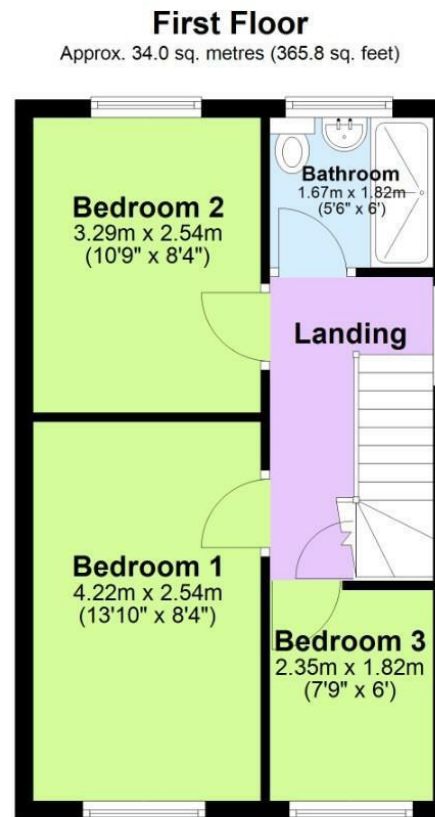 First Floor
Approx. 34.0 sq. metres (365.8 sq. feet)
Bedroom 2
3.29m x 2.54m
(10'9" x 8'4")
Bathroom
1.67m x 1.82m
(5'6" x 6')
Landing
Bedroom 1
4.22m x 2.54m
(13'10" x 8'4")
Bedroom 3
2.35m x 1.82m
(7'9" x 6')